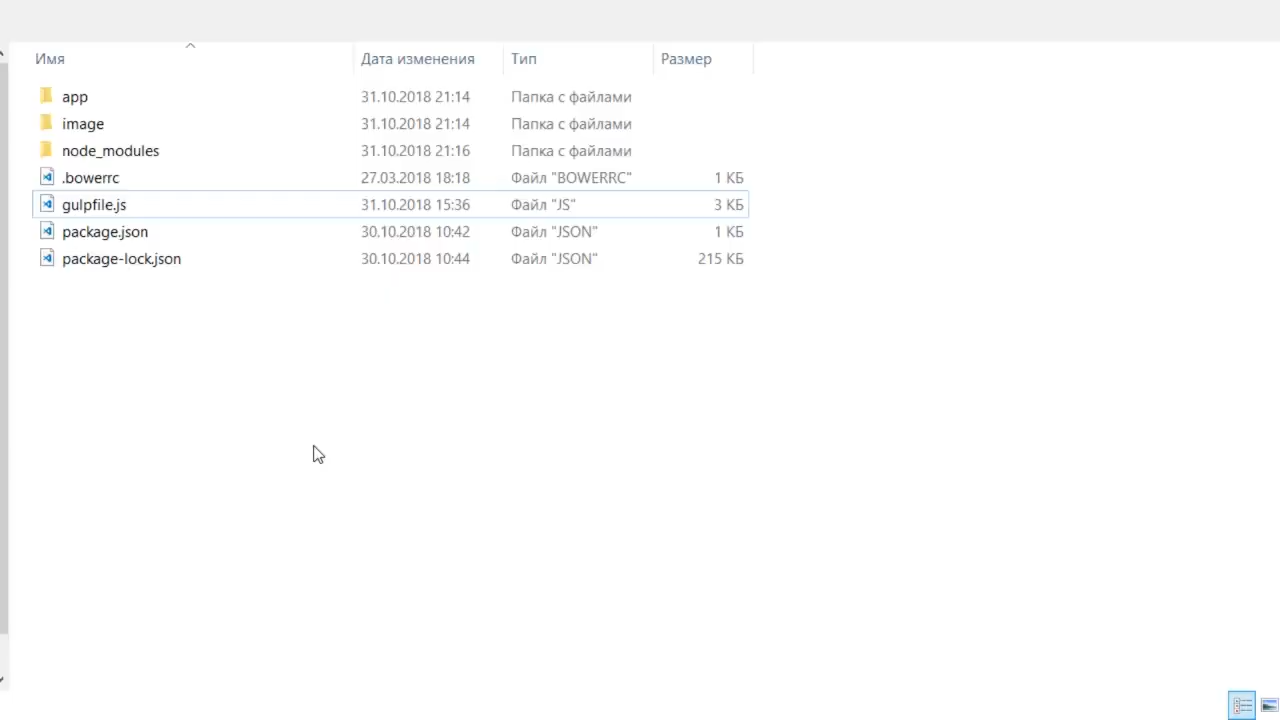 Имя Дата изменения Тип Размер
app 31.10.2018 21:14 Папка с файлами
image 31.10.2018 21:14 Папка с файлами
node_modules 31.10.2018 21:16 Папка с файлами
.bowerrc 27.03.2018 18:18 Файл "BOWERRC" 1 КБ
gulpfile.js 31.10.2018 15:36 Файл "JS" 3 КБ
package.json 30.10.2018 10:42 Файл "JSON" 1 КБ
package-lock.json 30.10.2018 10:44 Файл "JSON" 215 КБ